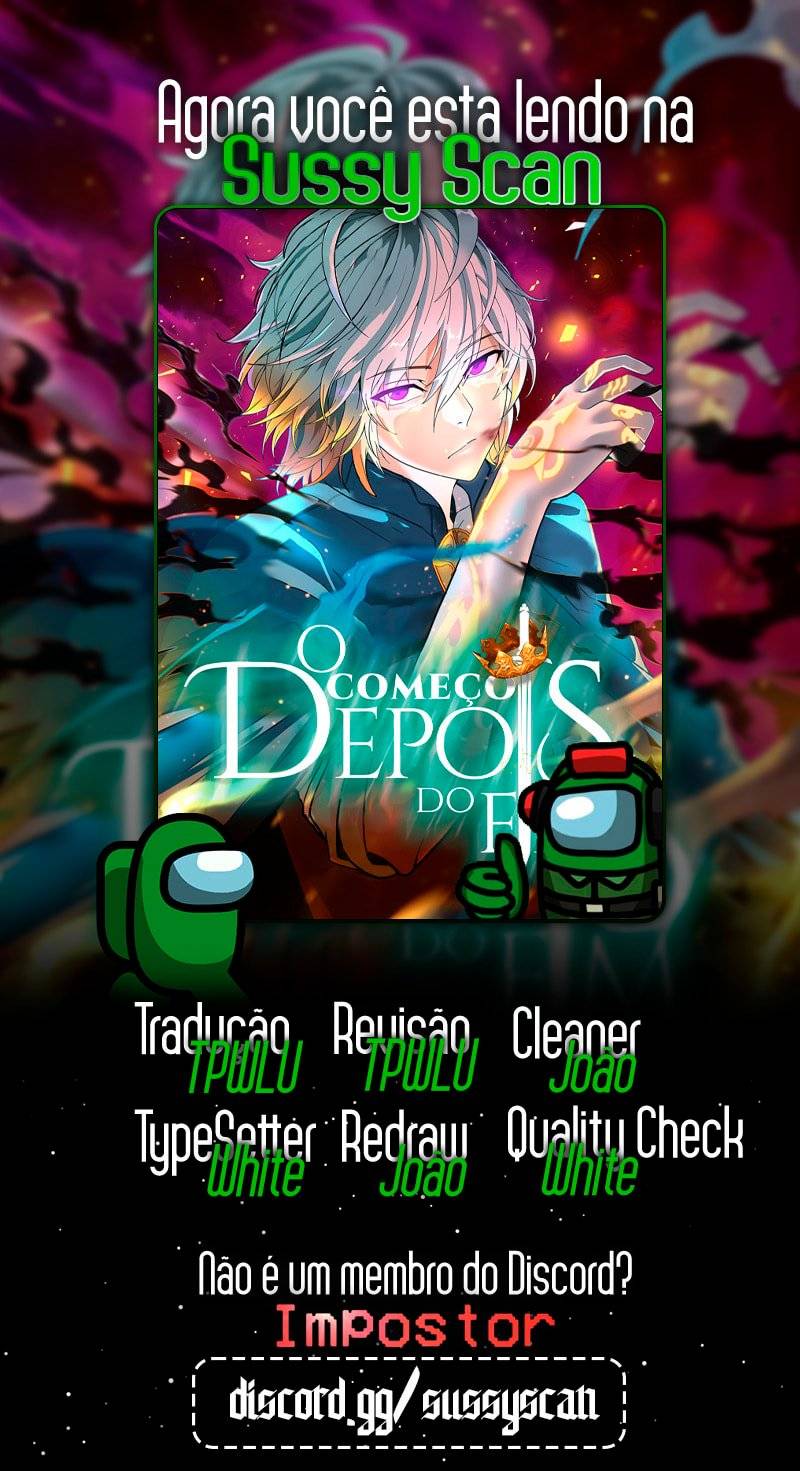 Agora você esta lendo na
Sussy Scan
O
COMEÇO
DEPOIS
DO FIM
Tradução Revisão Cleaner
TPWLU TPWLU João
TypeSetter Redraw Quality Check
White João White
Não é um membro do Discord?
Impostor
discord.gg/sussyscan